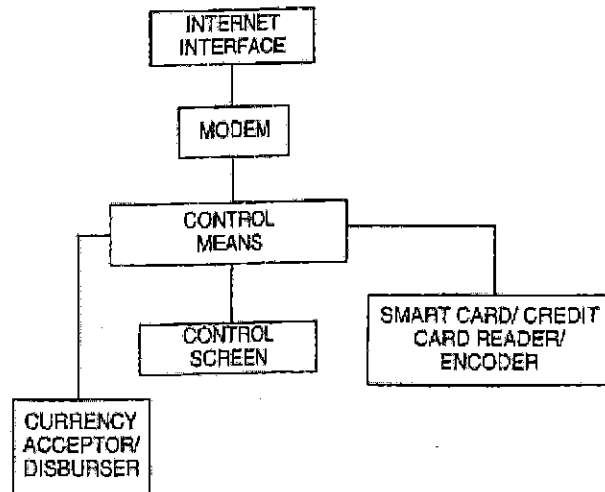 INTERNET
INTERFACE
MODEM
CONTROL
MEANS
CONTROL
SCREEN
SMART CARD/ CREDIT
CARD READER/
ENCODER
CURRENCY
ACCEPTOR/
DISBURSER